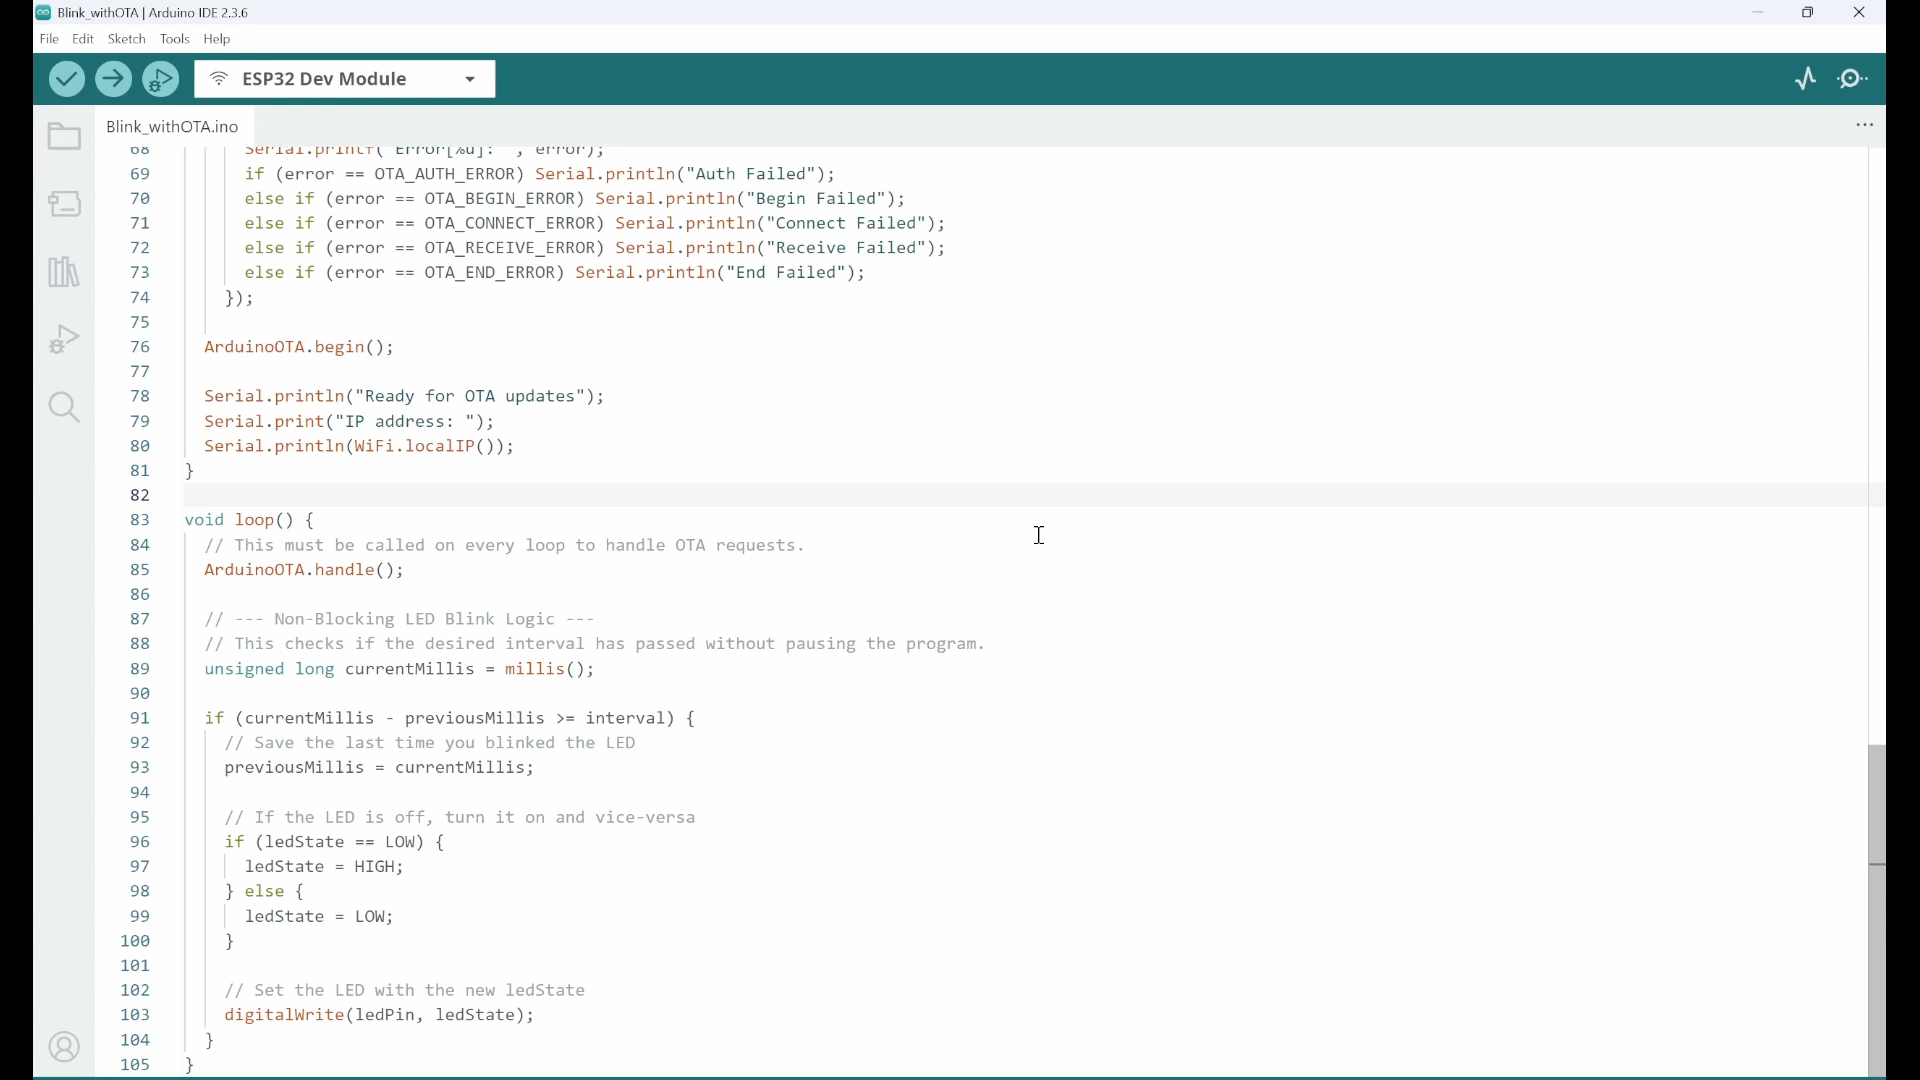 Blink_withOTA | Arduino IDE 2.3.6
File Edit Sketch Tools Help
ESP32 Dev Module
Blink_withOTA.ino
68 Serial.printf("Error[%u]: ", error);
69 if (error == OTA_AUTH_ERROR) Serial.println("Auth Failed");
70 else if (error == OTA_BEGIN_ERROR) Serial.println("Begin Failed");
71 else if (error == OTA_CONNECT_ERROR) Serial.println("Connect Failed");
72 else if (error == OTA_RECEIVE_ERROR) Serial.println("Receive Failed");
73 else if (error == OTA_END_ERROR) Serial.println("End Failed");
74 });
75
76 ArduinoOTA.begin();
77
78 Serial.println("Ready for OTA updates");
79 Serial.print("IP address: ");
80 Serial.println(WiFi.localIP());
81 }
82
83 void loop() {
84 // This must be called on every loop to handle OTA requests.
85 ArduinoOTA.handle();
86
87 // --- Non-Blocking LED Blink Logic ---
88 // This checks if the desired interval has passed without pausing the program.
89 unsigned long currentMillis = millis();
90
91 if (currentMillis - previousMillis >= interval) {
92 // Save the last time you blinked the LED
93 previousMillis = currentMillis;
94
95 // If the LED is off, turn it on and vice-versa
96 if (ledState == LOW) {
97 ledState = HIGH;
98 } else {
99 ledState = LOW;
100 }
101
102 // Set the LED with the new ledState
103 digitalWrite(ledPin, ledState);
104 }
105 }